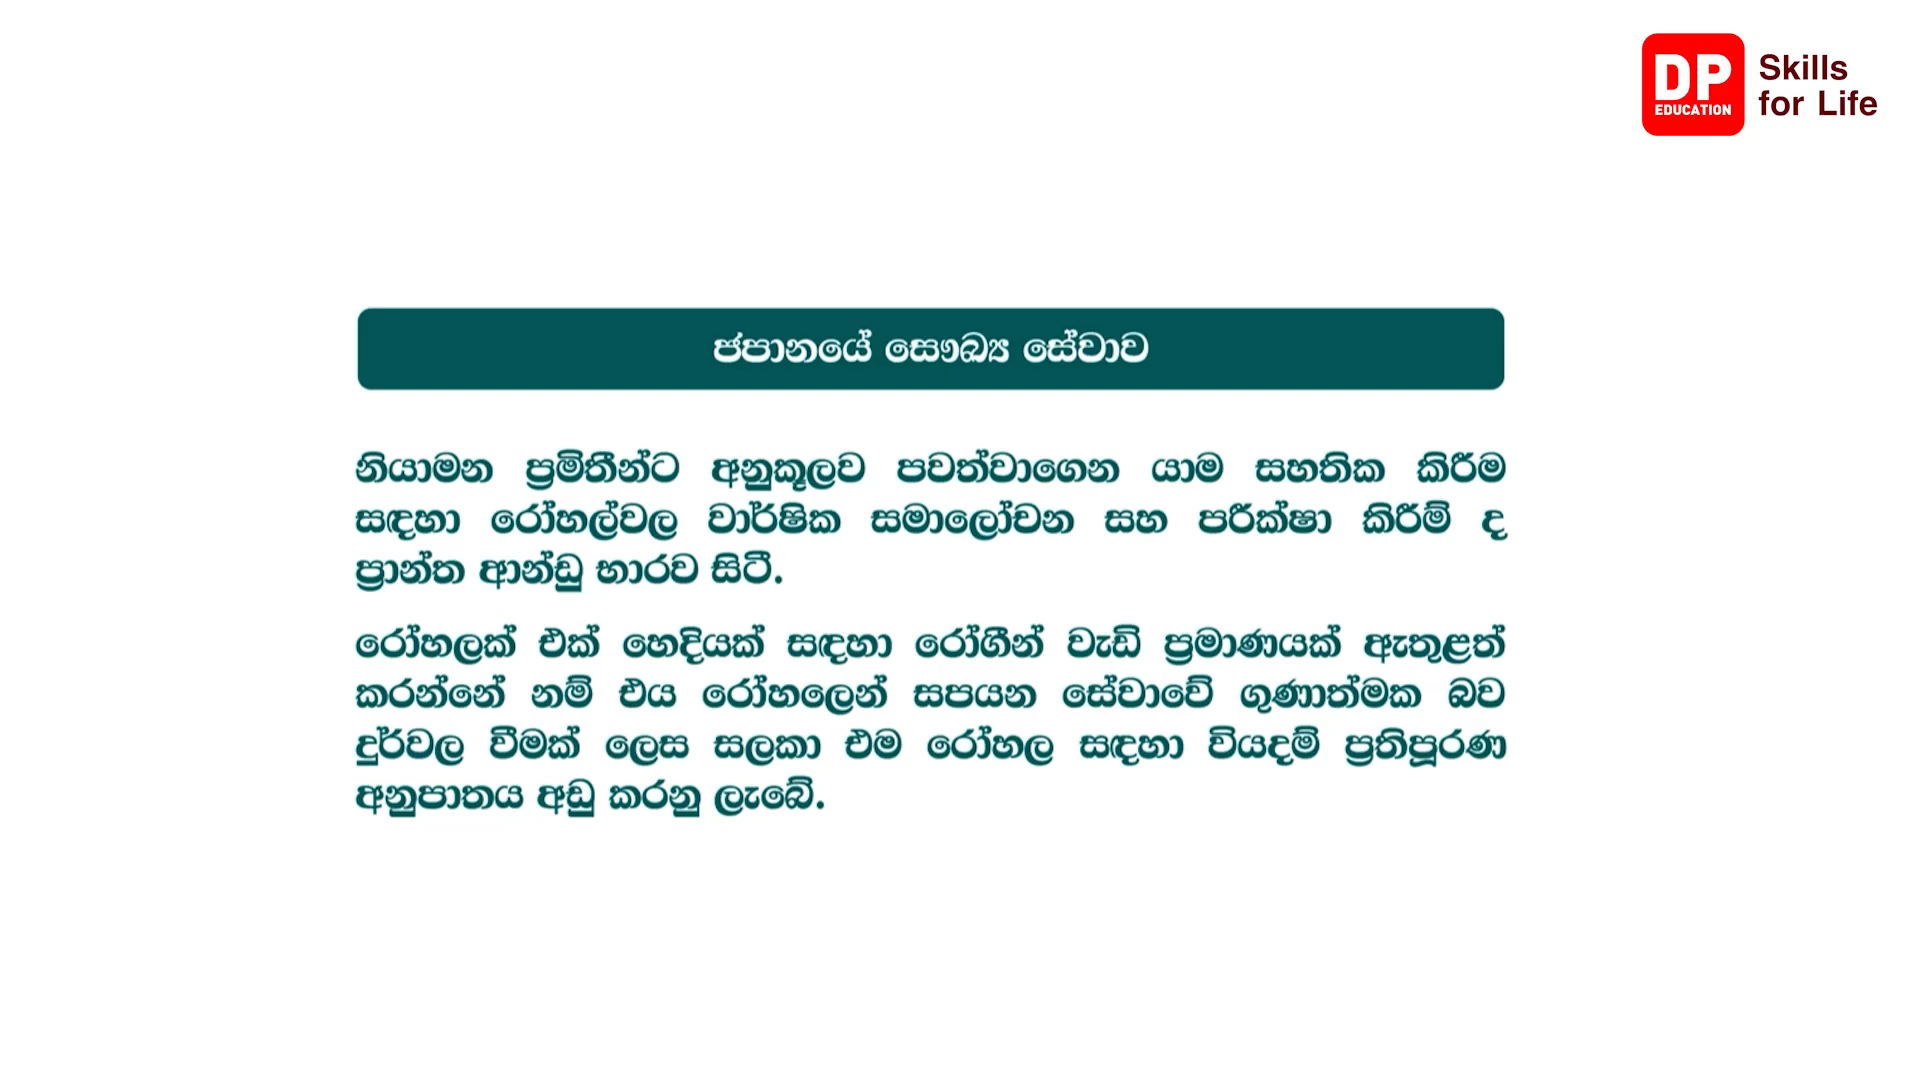 DP
EDUCATION
Skills
for Life
ජපානයේ සෞඛ්‍ය සේවාව
නියාමන ප්‍රමිතීන්ට අනුකූලව පවත්වාගෙන යාම සහතික කිරීම
සඳහා රෝහල්වල වාර්ෂික සමාලෝචන සහ පරීක්ෂා කිරීම් ද
ප්‍රාන්ත ආන්ඩු භාරව සිටී.
රෝහලක් එක් හෙදියක් සඳහා රෝගීන් වැඩි ප්‍රමාණයක් ඇතුළත්
කරන්නේ නම් එය රෝහලෙන් සපයන සේවාවේ ගුණාත්මක බව
දුර්වල වීමක් ලෙස සලකා එම රෝහල සඳහා වියදම් ප්‍රතිපූරණ
අනුපාතය අඩු කරනු ලැබේ.